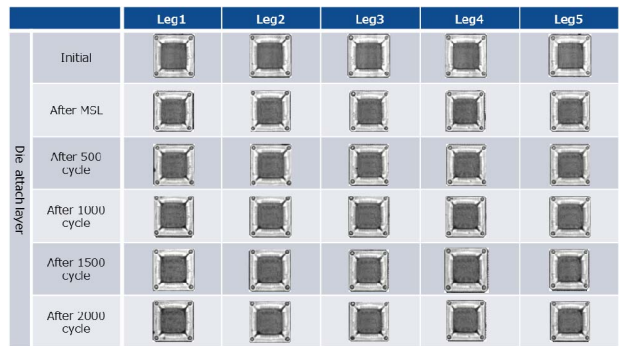 Leg1 Leg2 Leg3 Leg4 Leg5
Die attach layer
Initial
After MSL
After 500
cycle
After 1000
cycle
After 1500
cycle
After 2000
cycle